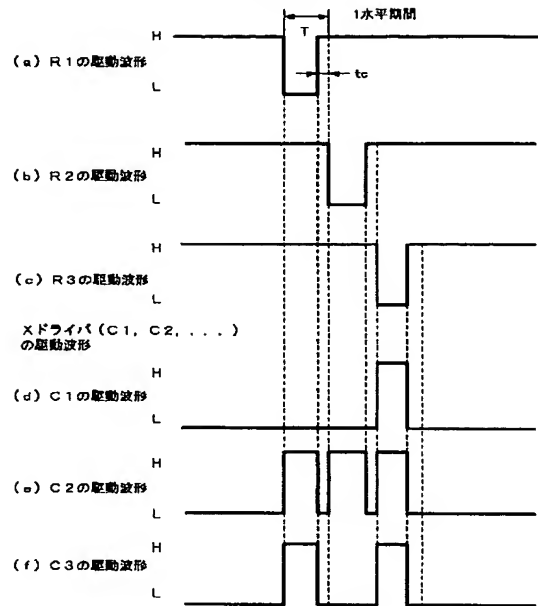 1水平期間
H
T
(a) R1の駆動波形
tc
L
H
(b) R2の駆動波形
L
H
(c) R3の駆動波形
L
Xドライバ(C1, C2, ....)
の駆動波形
H
(d) C1の駆動波形
L
H
(e) C2の駆動波形
L
H
(f) C3の駆動波形
L